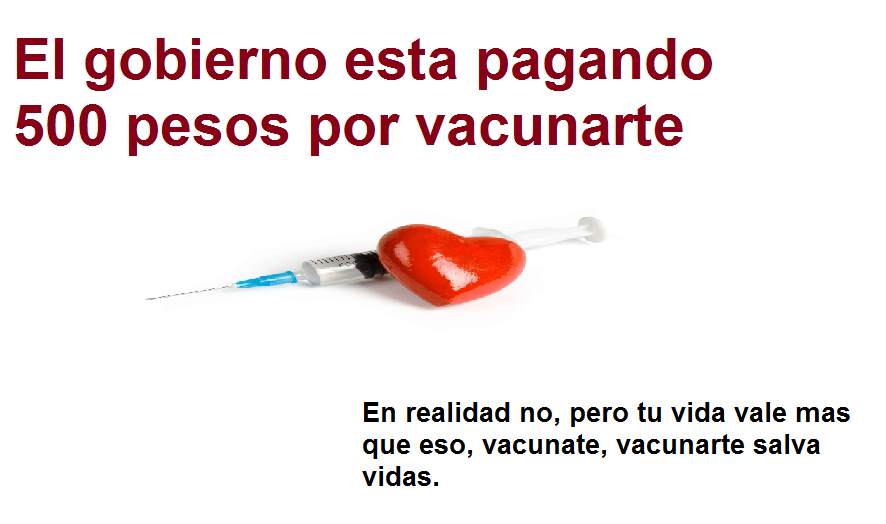 El gobierno esta pagando
500 pesos por vacunarte
En realidad no, pero tu vida vale mas
que eso, vacunate, vacunarte salva
vidas.